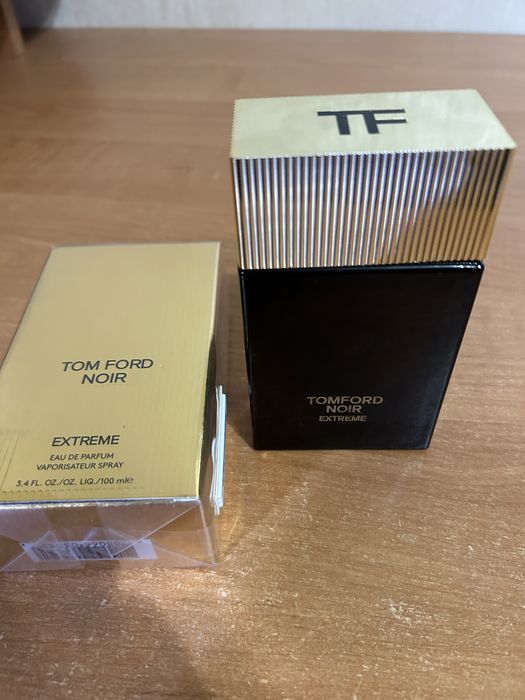 TF
TOM FORD
NOIR
EXTREME
EAU DE PARFUM
VAPORISATEUR SPRAY
3.4 FL. OZ./OZ. LIQ./100 ml℮
TOMFORD
NOIR
EXTREME